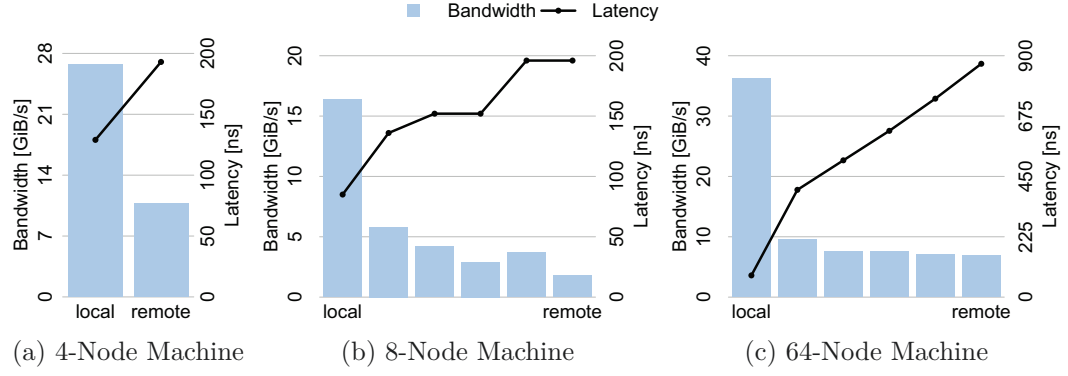 Bandwidth Latency
Bandwidth [GiB/s]
28
21
14
7
0
200
150
100
50
0
Latency [ns]
local remote
(a) 4-Node Machine
Bandwidth [GiB/s]
20
15
10
5
0
200
150
100
50
0
Latency [ns]
local remote
(b) 8-Node Machine
Bandwidth [GiB/s]
40
30
20
10
0
900
675
450
225
0
Latency [ns]
local remote
(c) 64-Node Machine